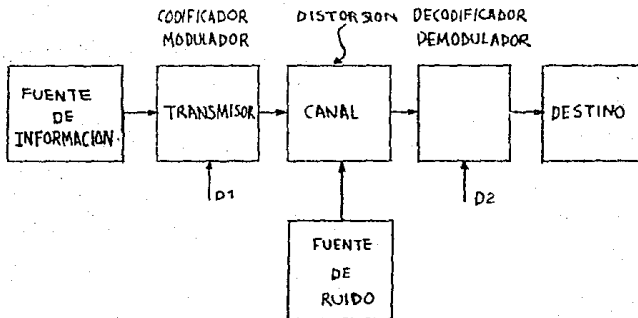 CODIFICADOR
MODULADOR
DISTORSION
DECODIFICADOR
DEMODULADOR
FUENTE
DE
INFORMACION.
TRANSMISOR
CANAL
DESTINO
D1
D2
FUENTE
DE
RUIDO